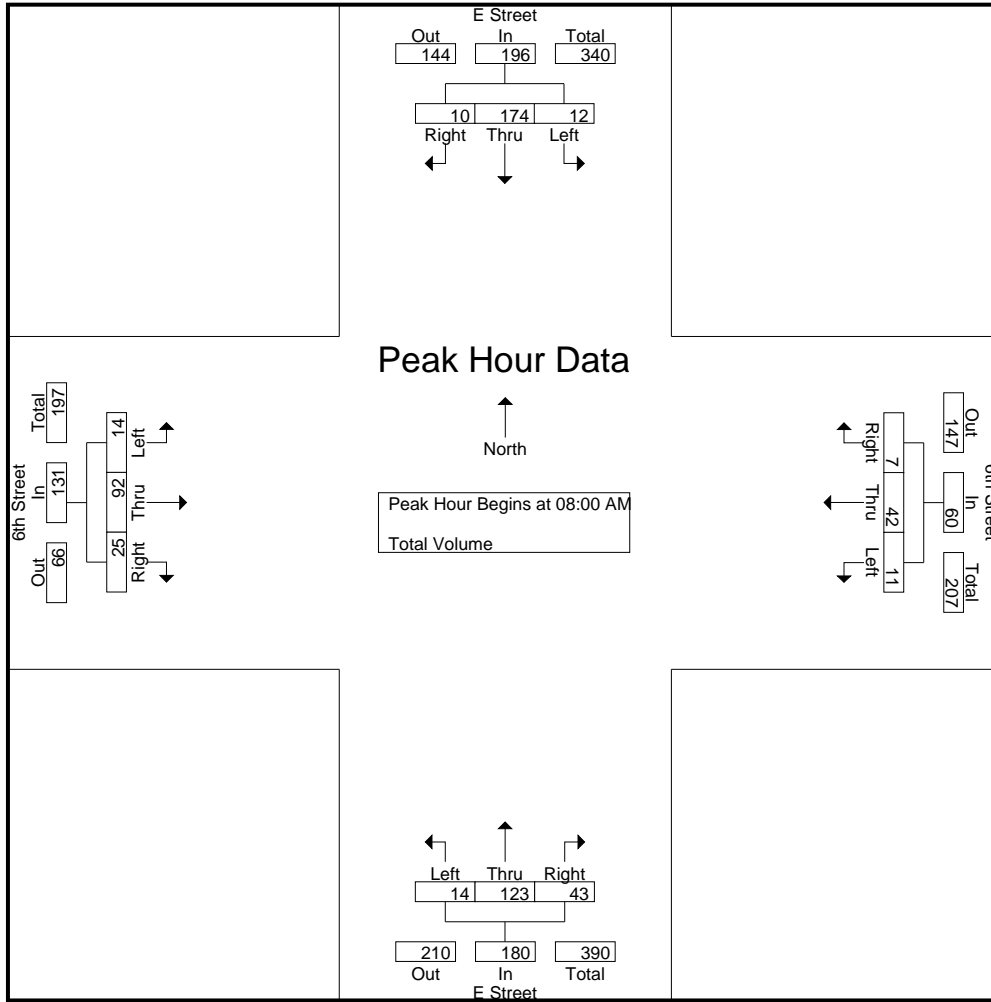 E Street
Out In Total
144 196 340
10 174 12
Right Thru Left
Peak Hour Data
North
Peak Hour Begins at 08:00 AM
Total Volume
6th Street
Total In Out
197 131 66
14 92 25
Left Thru Right
Right Thru Left
7 42 11
Out In Total
147 60 207
6th Street
Left Thru Right
14 123 43
210 180 390
Out In Total
E Street